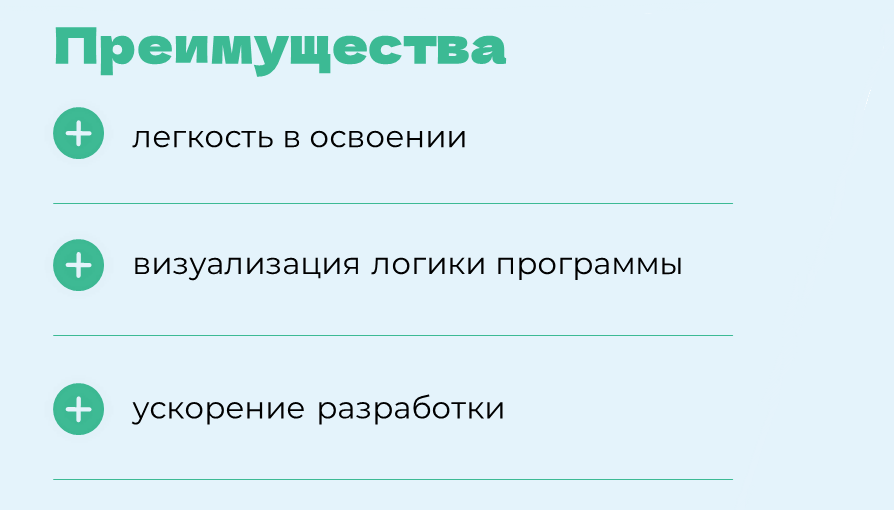 Преимущества
легкость в освоении
визуализация логики программы
ускорение разработки